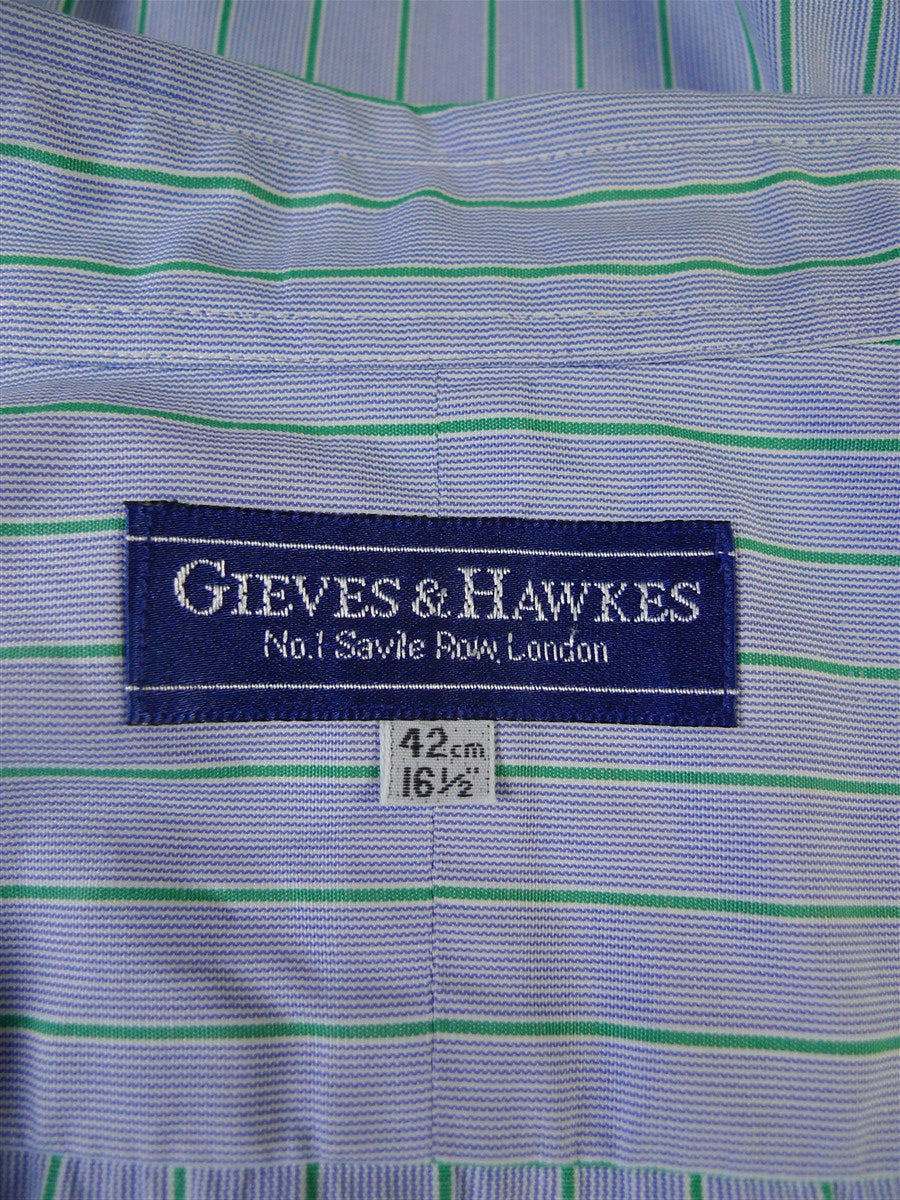 GIEVES & HAWKES
No.1 Savile Row, London
42cm
16½"